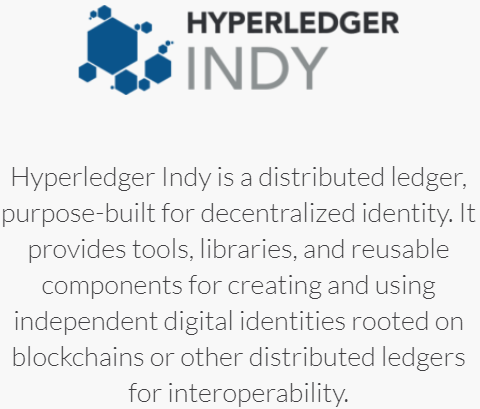 HYPERLEDGER
INDY
Hyperledger Indy is a distributed ledger,
purpose-built for decentralized identity. It
provides tools, libraries, and reusable
components for creating and using
independent digital identities rooted on
blockchains or other distributed ledgers
for interoperability.